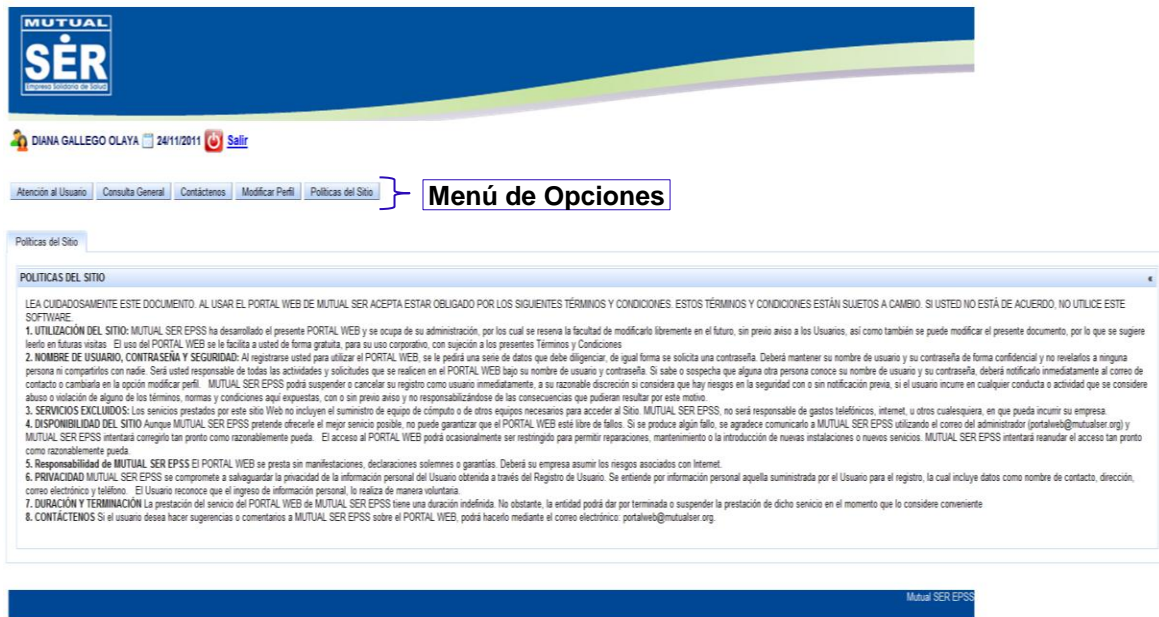 MUTUAL
SÉR
Empresa Solidaria de Salud
DIANA GALLEGO OLAYA 24/11/2011 Salir
Atención al Usuario Consulta General Contáctenos Modificar Perfil Políticas del Sitio Menú de Opciones
Políticas del Sitio
POLITICAS DEL SITIO «
LEA CUIDADOSAMENTE ESTE DOCUMENTO. AL USAR EL PORTAL WEB DE MUTUAL SER ACEPTA ESTAR OBLIGADO POR LOS SIGUIENTES TÉRMINOS Y CONDICIONES. ESTOS TÉRMINOS Y CONDICIONES ESTÁN SUJETOS A CAMBIO. SI USTED NO ESTÁ DE ACUERDO, NO UTILICE ESTE
SOFTWARE.
1. UTILIZACIÓN DEL SITIO: MUTUAL SER EPSS ha desarrollado el presente PORTAL WEB y se ocupa de su administración, por los cual se reserva la facultad de modificarlo libremente en el futuro, sin previo aviso a los Usuarios, así como también se puede modificar el presente documento, por lo que se sugiere
leerlo en futuras visitas El uso del PORTAL WEB se le facilita a usted de forma gratuita, para su uso corporativo, con sujeción a los presentes Términos y Condiciones
2. NOMBRE DE USUARIO, CONTRASEÑA Y SEGURIDAD: Al registrarse usted para utilizar el PORTAL WEB, se le pedirá una serie de datos que debe diligenciar, de igual forma se solicita una contraseña. Deberá mantener su nombre de usuario y su contraseña de forma confidencial y no revelarlos a ninguna
persona ni compartirlos con nadie. Será usted responsable de todas las actividades y solicitudes que se realicen en el PORTAL WEB bajo su nombre de usuario y contraseña. Si sabe o sospecha que alguna otra persona conoce su nombre de usuario y su contraseña, deberá notificarlo inmediatamente al correo de
contacto o cambiarla en la opción modificar perfil. MUTUAL SER EPSS podrá suspender o cancelar su registro como usuario inmediatamente, a su razonable discreción si considera que hay riesgos en la seguridad con o sin notificación previa, si el usuario incurre en cualquier conducta o actividad que se considere
abuso o violación de alguno de los términos, normas y condiciones aquí expuestas, con o sin previo aviso y no responsabilizándose de las consecuencias que pudieran resultar por este motivo.
3. SERVICIOS EXCLUIDOS: Los servicios prestados por este sitio Web no incluyen el suministro de equipo de cómputo o de otros equipos necesarios para acceder al Sitio. MUTUAL SER EPSS, no será responsable de gastos telefónicos, internet, u otros cualesquiera, en que pueda incurrir su empresa.
4. DISPONIBILIDAD DEL SITIO Aunque MUTUAL SER EPSS pretende ofrecerle el mejor servicio posible, no puede garantizar que el PORTAL WEB esté libre de fallos. Si se produce algún fallo, se agradece comunicarlo a MUTUAL SER EPSS utilizando el correo del administrador (portalweb@mutualser.org) y
MUTUAL SER EPSS intentará corregirlo tan pronto como razonablemente pueda. El acceso al PORTAL WEB podrá ocasionalmente ser restringido para permitir reparaciones, mantenimiento o la introducción de nuevas instalaciones o nuevos servicios. MUTUAL SER EPSS intentará reanudar el acceso tan pronto
como razonablemente pueda.
5. Responsabilidad de MUTUAL SER EPSS El PORTAL WEB se presta sin manifestaciones, declaraciones solemnes o garantías. Deberá su empresa asumir los riesgos asociados con Internet.
6. PRIVACIDAD MUTUAL SER EPSS se compromete a salvaguardar la privacidad de la información personal del Usuario obtenida a través del Registro de Usuario. Se entiende por información personal aquella suministrada por el Usuario para el registro, la cual incluye datos como nombre de contacto, dirección,
correo electrónico y teléfono. El Usuario reconoce que el ingreso de información personal, lo realiza de manera voluntaria.
7. DURACIÓN Y TERMINACIÓN La prestación del servicio del PORTAL WEB de MUTUAL SER EPSS tiene una duración indefinida. No obstante, la entidad podrá dar por terminada o suspender la prestación de dicho servicio en el momento que lo considere conveniente
8. CONTÁCTENOS Si el usuario desea hacer sugerencias o comentarios a MUTUAL SER EPSS sobre el PORTAL WEB, podrá hacerlo mediante el correo electrónico: portalweb@mutualser.org.
Mutual SER EPSS